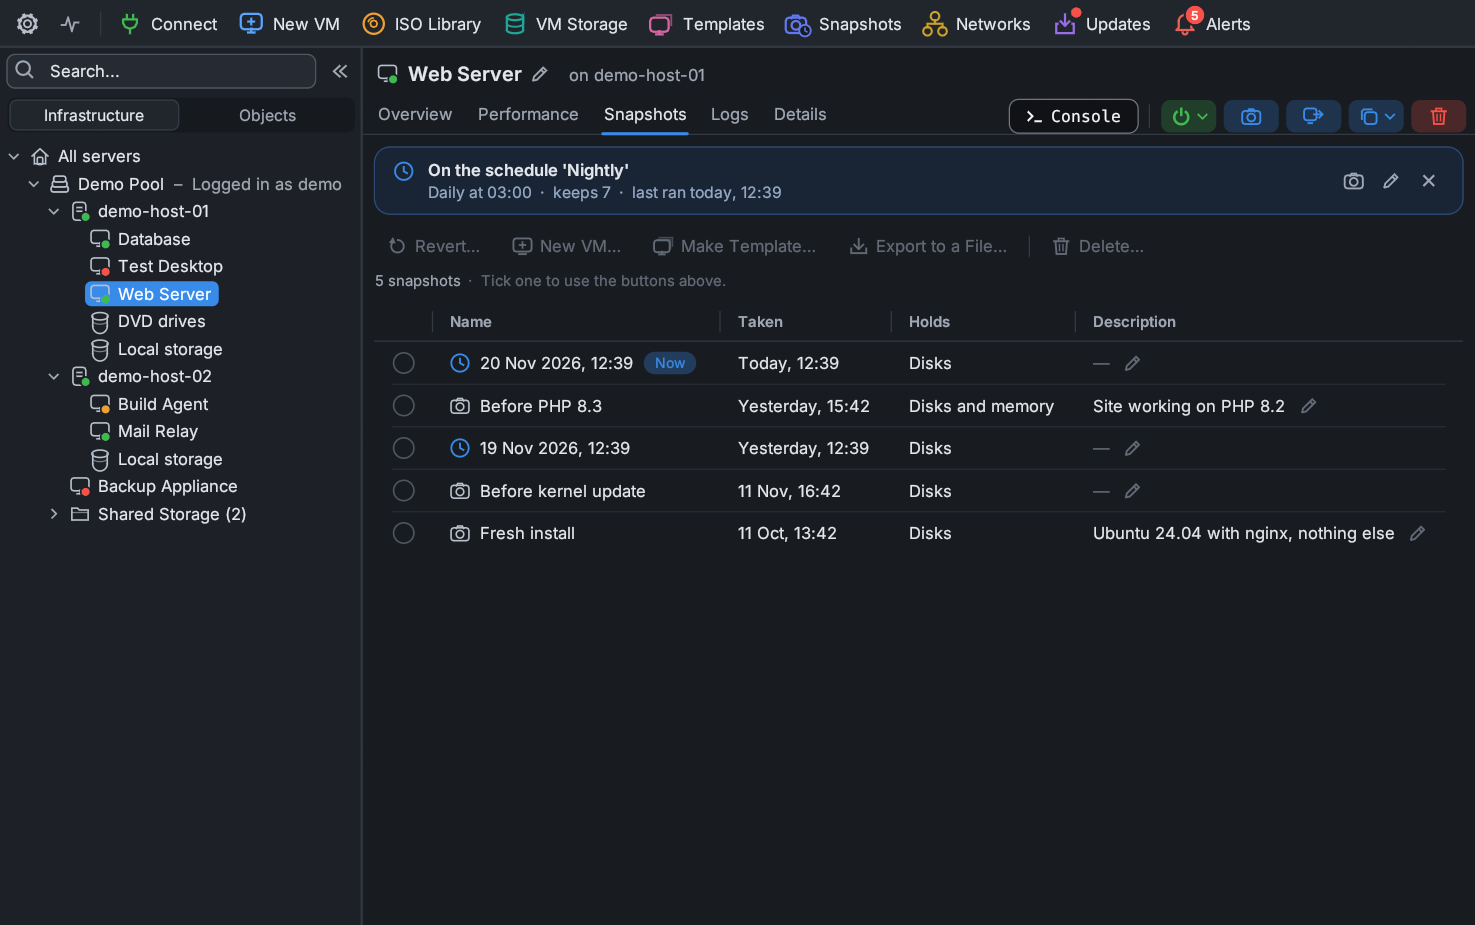 Connect New VM ISO Library VM Storage Templates Snapshots Networks Updates 5 Alerts
Search...
Infrastructure Objects
All servers
Demo Pool – Logged in as demo
demo-host-01
Database
Test Desktop
Web Server
DVD drives
Local storage
demo-host-02
Build Agent
Mail Relay
Local storage
Backup Appliance
Shared Storage (2)
Web Server on demo-host-01
Overview Performance Snapshots Logs Details Console
On the schedule 'Nightly'
Daily at 03:00 · keeps 7 · last ran today, 12:39
Revert... New VM... Make Template... Export to a File... Delete...
5 snapshots · Tick one to use the buttons above.
Name Taken Holds Description
20 Nov 2026, 12:39 Now Today, 12:39 Disks —
Before PHP 8.3 Yesterday, 15:42 Disks and memory Site working on PHP 8.2
19 Nov 2026, 12:39 Yesterday, 12:39 Disks —
Before kernel update 11 Nov, 16:42 Disks —
Fresh install 11 Oct, 13:42 Disks Ubuntu 24.04 with nginx, nothing else